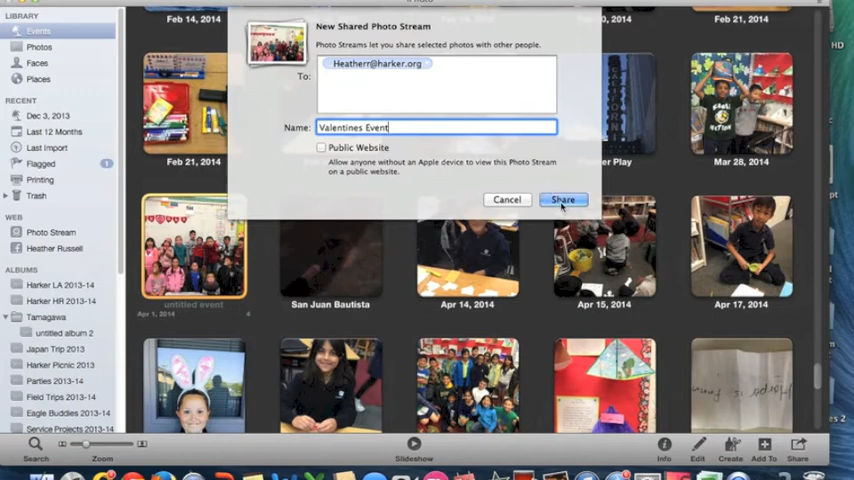 LIBRARY
Events
Photos
Faces
Places
RECENT
Dec 3, 2013
Last 12 Months
Last Import
Flagged
Printing
Trash
WEB
Photo Stream
Heather Russell
ALBUMS
Harker LA 2013-14
Harker HR 2013-14
Tamagawa
untitled album 2
Japan Trip 2013
Harker Picnic 2013
Parties 2013-14
Field Trips 2013-14
Eagle Buddies 2013-14
Service Projects 2013-14
Feb 14, 2014
Feb 21, 2014
New Shared Photo Stream
Photo Streams let you share selected photos with other people.
To:
Heatherr@harker.org
Name: Valentines Event
Public Website
Allow anyone without an Apple device to view this Photo Stream
on a public website.
Cancel
Share
HD
Feb 21, 2014
Play
Mar 28, 2014
untitled event
Apr 1, 2014
4
San Juan Bautista
Apr 14, 2014
Apr 15, 2014
Apr 17, 2014
Search
Zoom
Slideshow
Info
Edit
Create
Add To
Share